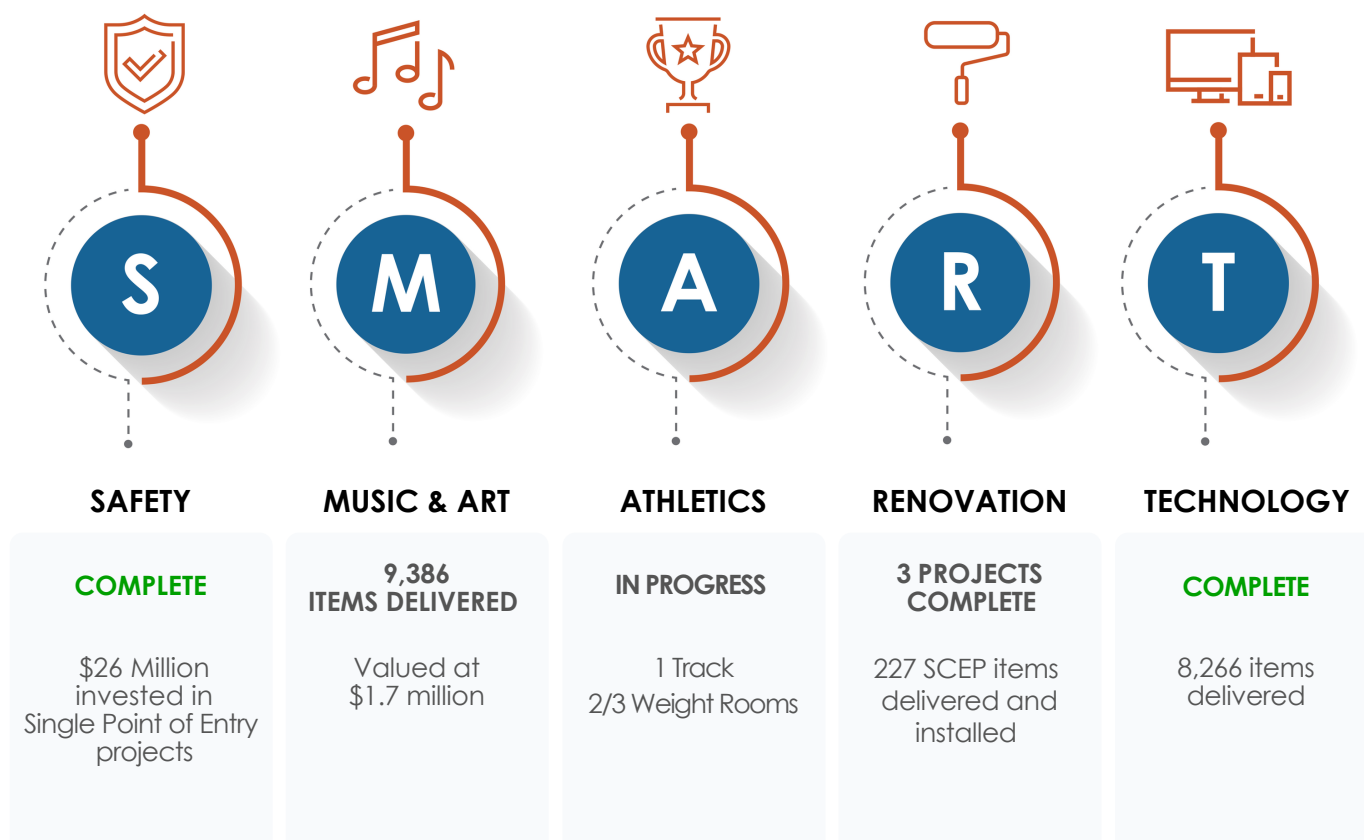 S
M
A
R
T
SAFETY
MUSIC & ART
ATHLETICS
RENOVATION
TECHNOLOGY
COMPLETE
$26 Million
invested in
Single Point of Entry
projects
9,386
ITEMS DELIVERED
Valued at
$1.7 million
IN PROGRESS
1 Track
2/3 Weight Rooms
3 PROJECTS
COMPLETE
227 SCEP items
delivered and
installed
COMPLETE
8,266 items
delivered